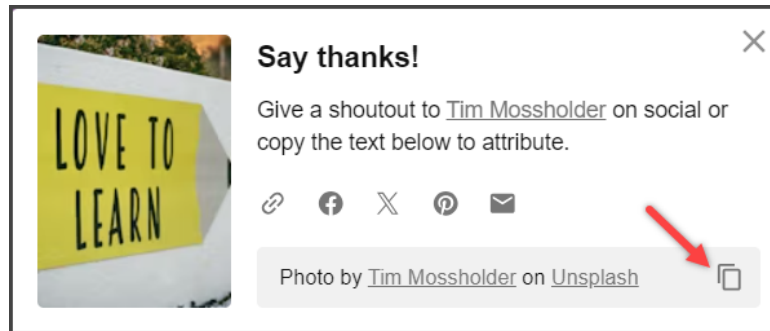 LOVE TO
LEARN
Say thanks!
Give a shoutout to Tim Mossholder on social or
copy the text below to attribute.
Photo by Tim Mossholder on Unsplash